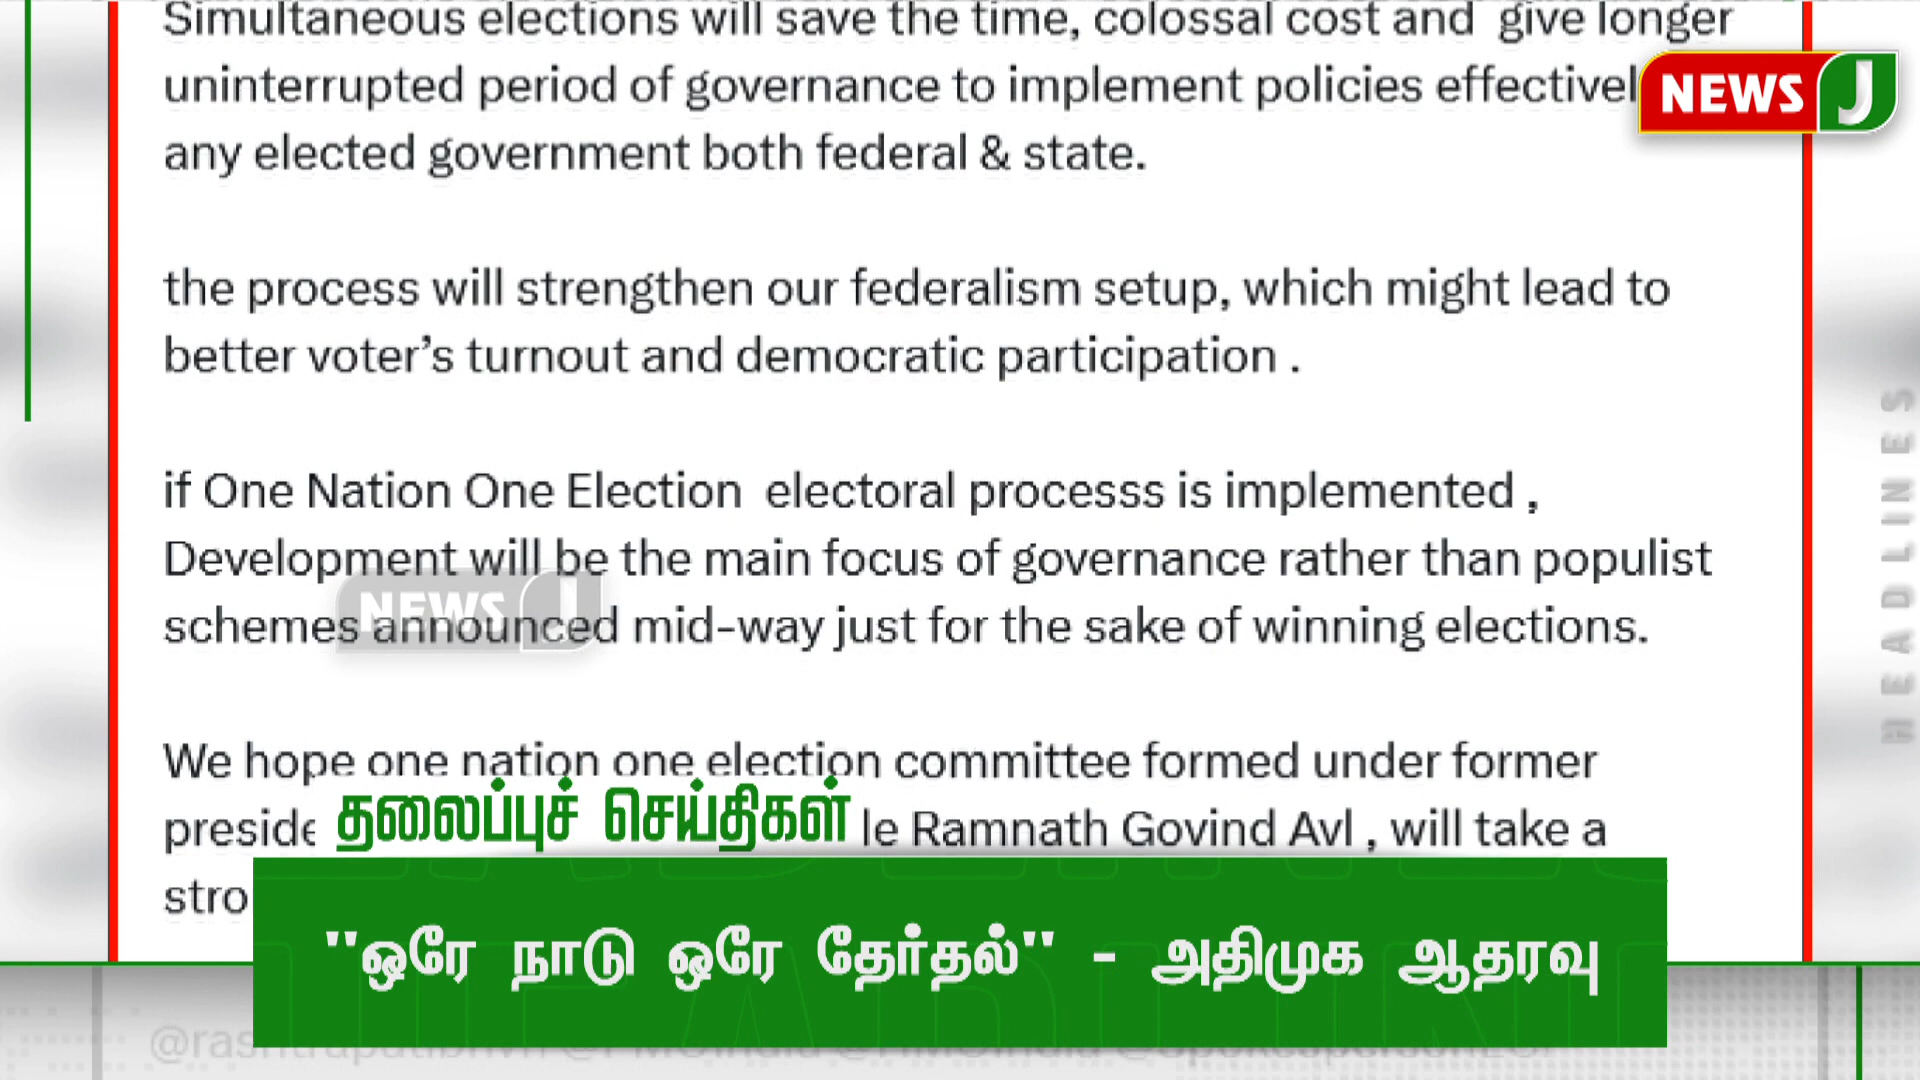 Simultaneous elections will save the time, colossal cost and give longer
uninterrupted period of governance to implement policies effectivel
NEWS J
any elected government both federal & state.
the process will strengthen our federalism setup, which might lead to
better voter's turnout and democratic participation .
if One Nation One Election electoral processs is implemented ,
Development will be the main focus of governance rather than populist
schemes announced mid-way just for the sake of winning elections.
NEWS J
HEADLINES
We hope one nation one election committee formed under former
preside
தலைப்புச் செய்திகள்
le Ramnath Govind Avl , will take a
stro
"ஒரே நாடு ஒரே தேர்தல்" - அதிமுக ஆதரவு